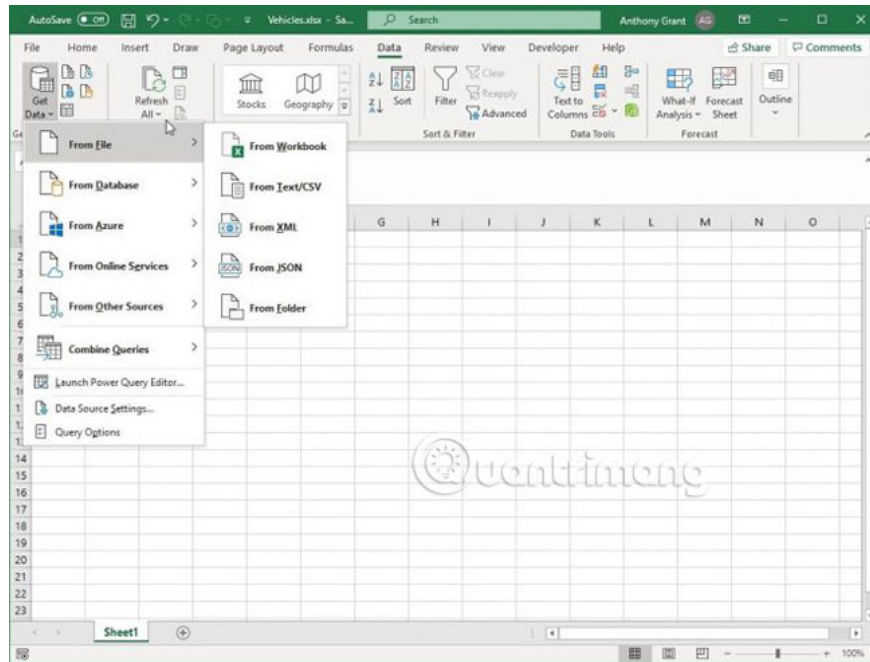 AutoSave Off Vehicles.xlsx - Sa... Search Anthony Grant AG
File Home Insert Draw Page Layout Formulas Data Review View Developer Help Share Comments
Get Data
Refresh All
Stocks
Geography
Sort
Filter
Clear
Reapply
Advanced
Text to Columns
What-If Analysis
Forecast Sheet
Outline
Sort & Filter
Data Tools
Forecast
From File
From Database
From Azure
From Online Services
From Other Sources
Combine Queries
Launch Power Query Editor...
Data Source Settings...
Query Options
From Workbook
From Text/CSV
From XML
JSON
From JSON
From Folder
G H I J K L M N O
14
15
16
17
18
19
20
21
22
23
Quantrimang
Sheet1
100%